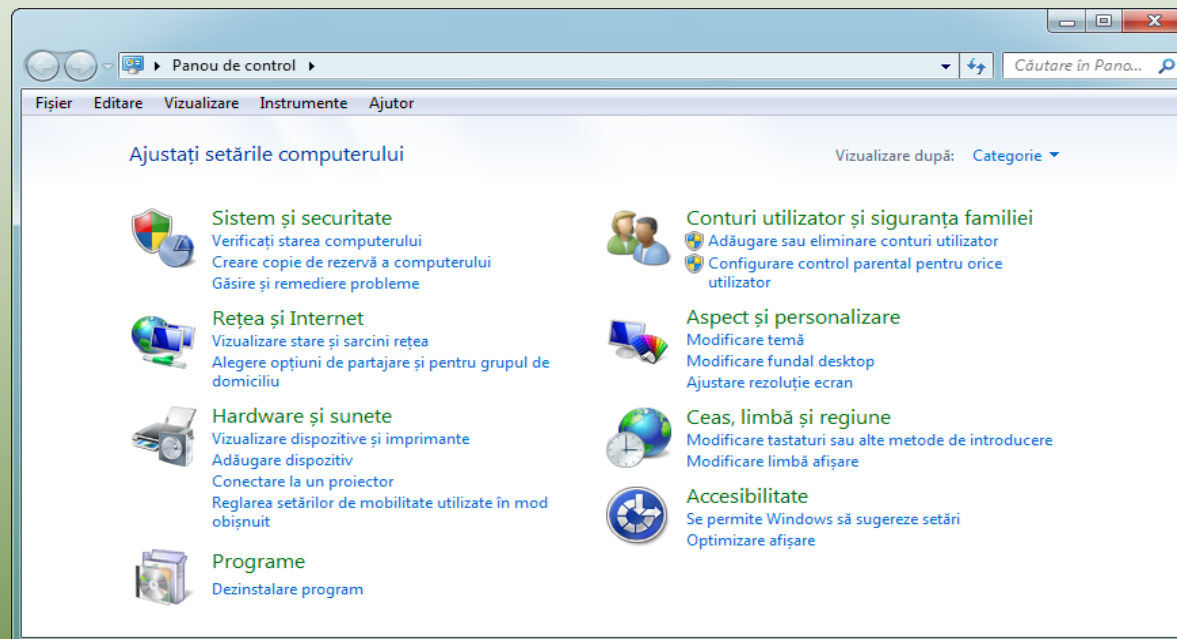 Panou de control
Căutare în Pano...
Fișier Editare Vizualizare Instrumente Ajutor
Ajustați setările computerului
Vizualizare după: Categorie
Sistem și securitate
Verificați starea computerului
Creare copie de rezervă a computerului
Găsire și remediere probleme
Rețea și Internet
Vizualizare stare și sarcini rețea
Alegere opțiuni de partajare și pentru grupul de
domiciliu
Hardware și sunete
Vizualizare dispozitive și imprimante
Adăugare dispozitiv
Conectare la un proiector
Reglarea setărilor de mobilitate utilizate în mod
obișnuit
Programe
Dezinstalare program
Conturi utilizator și siguranța familiei
Adăugare sau eliminare conturi utilizator
Configurare control parental pentru orice
utilizator
Aspect și personalizare
Modificare temă
Modificare fundal desktop
Ajustare rezoluție ecran
Ceas, limbă și regiune
Modificare tastaturi sau alte metode de introducere
Modificare limbă afișare
Accesibilitate
Se permite Windows să sugereze setări
Optimizare afișare